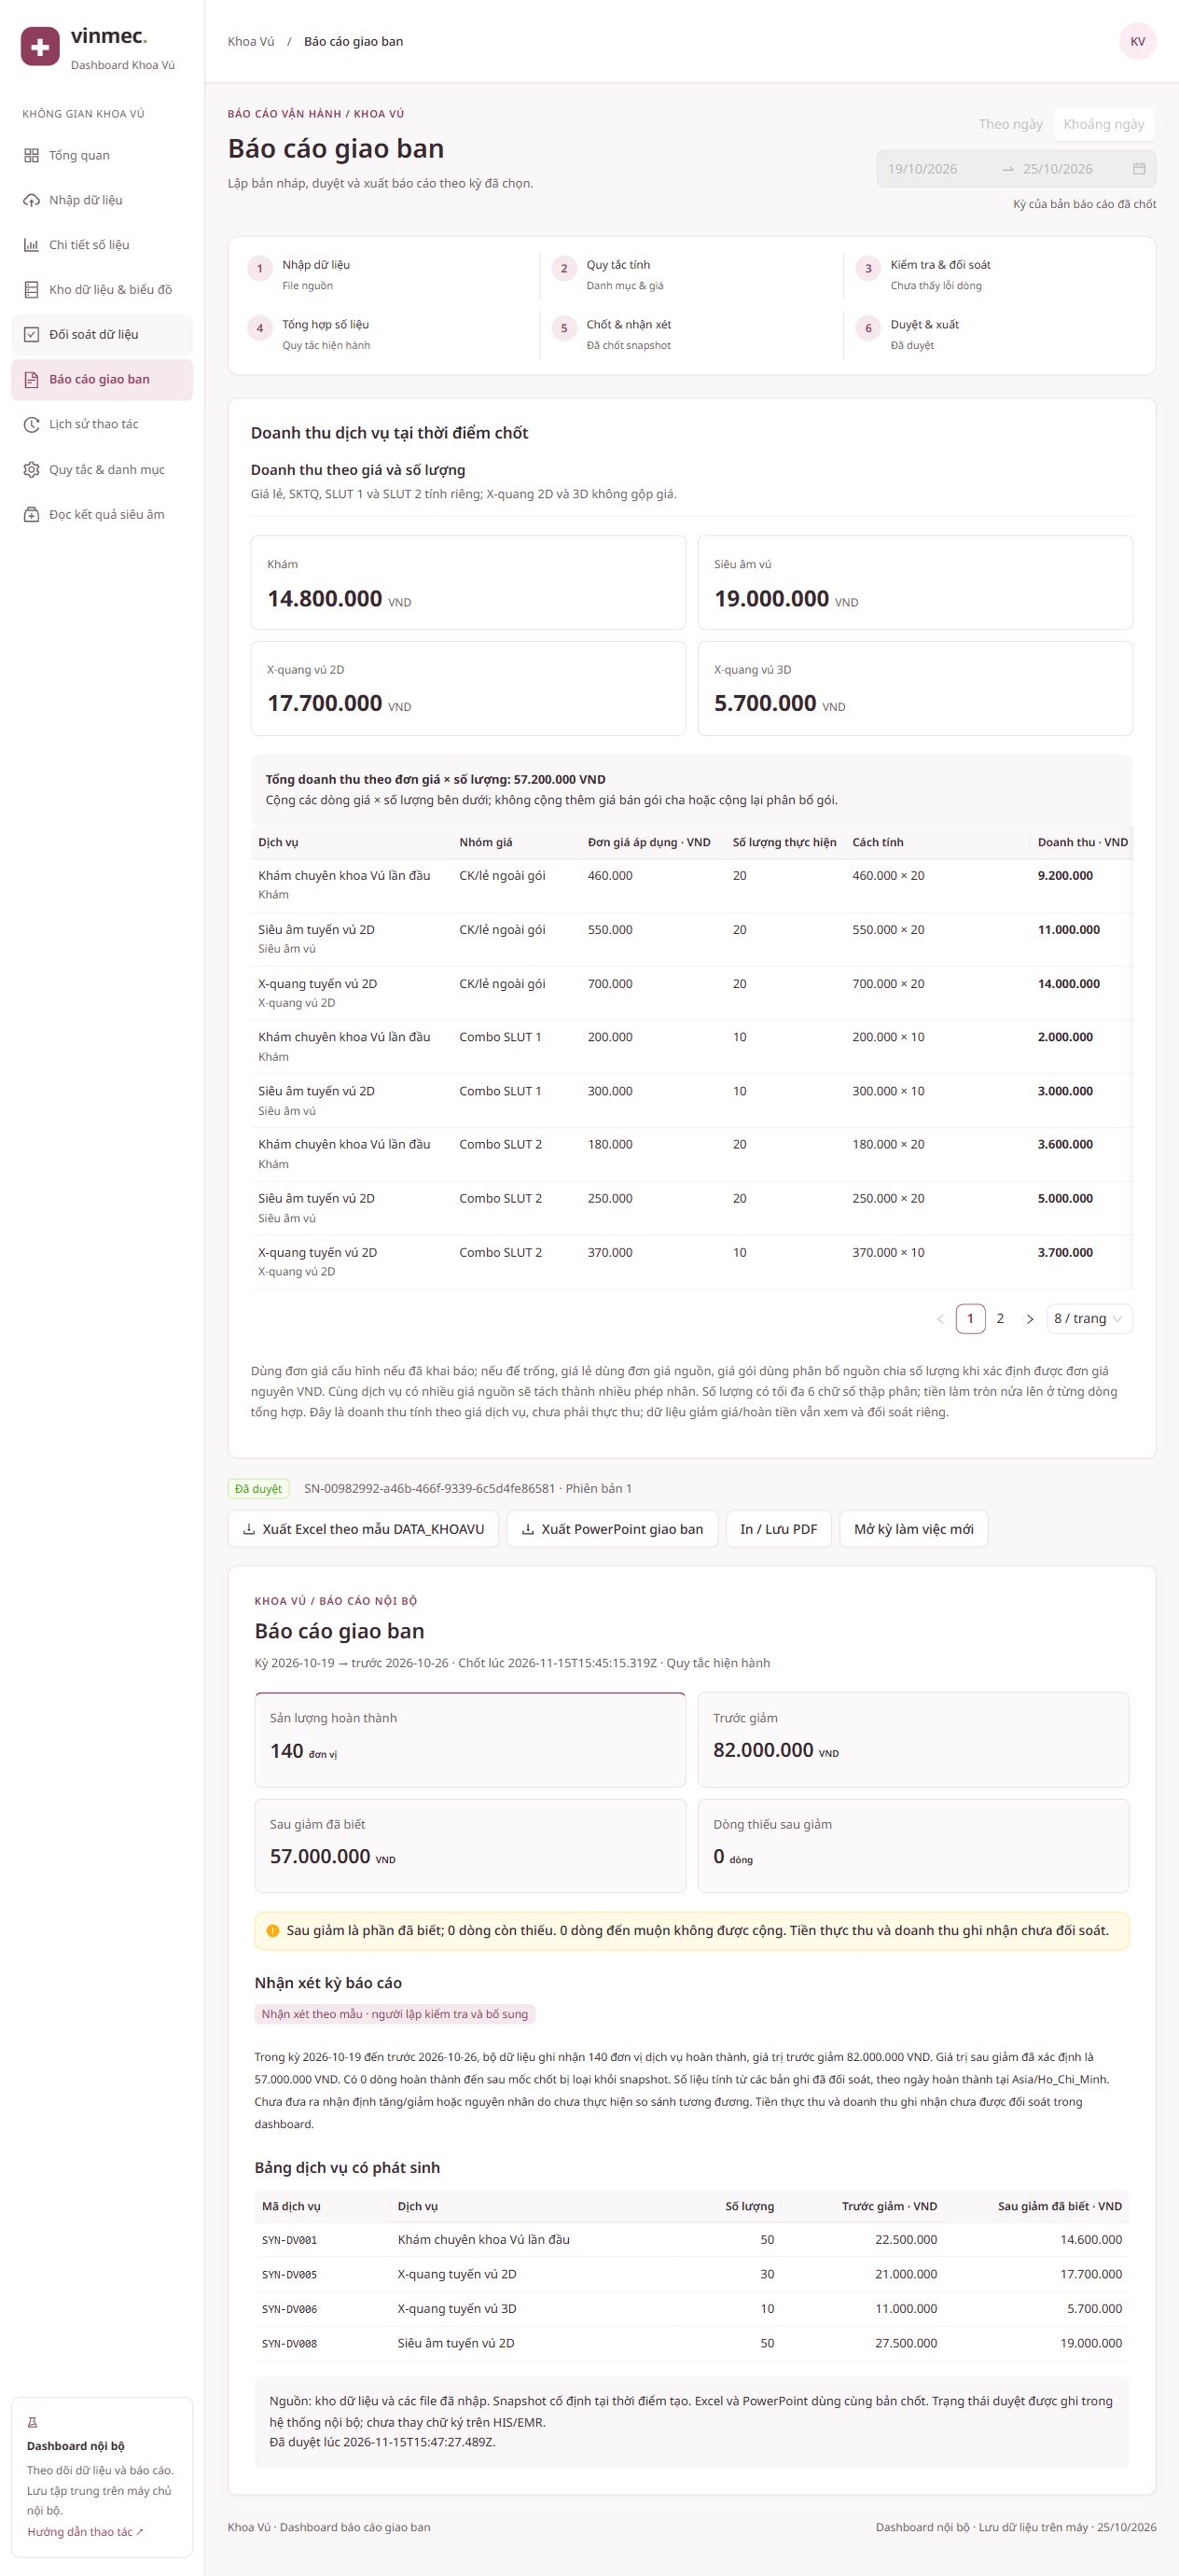 vinmec.
Dashboard Khoa Vú
KHÔNG GIAN KHOA VÚ
Tổng quan
Nhập dữ liệu
Chi tiết số liệu
Kho dữ liệu & biểu đồ
Đối soát dữ liệu
Báo cáo giao ban
Lịch sử thao tác
Quy tắc & danh mục
Đọc kết quả siêu âm
Dashboard nội bộ
Theo dõi dữ liệu và báo cáo.
Lưu tập trung trên máy chủ
nội bộ.
Hướng dẫn thao tác ↗
Khoa Vú / Báo cáo giao ban
KV
BÁO CÁO VẬN HÀNH / KHOA VÚ
Báo cáo giao ban
Lập bản nháp, duyệt và xuất báo cáo theo kỳ đã chọn.
Theo ngày Khoảng ngày
19/10/2026 → 25/10/2026
Kỳ của bản báo cáo đã chốt
1 Nhập dữ liệu
File nguồn
2 Quy tắc tính
Danh mục & giá
3 Kiểm tra & đối soát
Chưa thấy lỗi dòng
4 Tổng hợp số liệu
Quy tắc hiện hành
5 Chốt & nhận xét
Đã chốt snapshot
6 Duyệt & xuất
Đã duyệt
Doanh thu dịch vụ tại thời điểm chốt
Doanh thu theo giá và số lượng
Giá lẻ, SKTQ, SLUT 1 và SLUT 2 tính riêng; X-quang 2D và 3D không gộp giá.
Khám
14.800.000 VND
Siêu âm vú
19.000.000 VND
X-quang vú 2D
17.700.000 VND
X-quang vú 3D
5.700.000 VND
Tổng doanh thu theo đơn giá × số lượng: 57.200.000 VND
Cộng các dòng giá × số lượng bên dưới; không cộng thêm giá bán gói cha hoặc cộng lại phân bổ gói.
Dịch vụ Nhóm giá Đơn giá áp dụng · VND Số lượng thực hiện Cách tính Doanh thu · VND
Khám chuyên khoa Vú lần đầu CK/lẻ ngoài gói 460.000 20 460.000 × 20 9.200.000
Khám
Siêu âm tuyến vú 2D CK/lẻ ngoài gói 550.000 20 550.000 × 20 11.000.000
Siêu âm vú
X-quang tuyến vú 2D CK/lẻ ngoài gói 700.000 20 700.000 × 20 14.000.000
X-quang vú 2D
Khám chuyên khoa Vú lần đầu Combo SLUT 1 200.000 10 200.000 × 10 2.000.000
Khám
Siêu âm tuyến vú 2D Combo SLUT 1 300.000 10 300.000 × 10 3.000.000
Siêu âm vú
Khám chuyên khoa Vú lần đầu Combo SLUT 2 180.000 20 180.000 × 20 3.600.000
Khám
Siêu âm tuyến vú 2D Combo SLUT 2 250.000 20 250.000 × 20 5.000.000
Siêu âm vú
X-quang tuyến vú 2D Combo SLUT 2 370.000 10 370.000 × 10 3.700.000
X-quang vú 2D
1 2 8 / trang
Dùng đơn giá cấu hình nếu đã khai báo; nếu để trống, giá lẻ dùng đơn giá nguồn, giá gói dùng phân bổ nguồn chia số lượng khi xác định được đơn giá
nguyên VND. Cùng dịch vụ có nhiều giá nguồn sẽ tách thành nhiều phép nhân. Số lượng có tối đa 6 chữ số thập phân; tiền làm tròn nửa lên ở từng dòng
tổng hợp. Đây là doanh thu tính theo giá dịch vụ, chưa phải thực thu; dữ liệu giảm giá/hoàn tiền vẫn xem và đối soát riêng.
Đã duyệt SN-00982992-a46b-466f-9339-6c5d4fe86581 · Phiên bản 1
Xuất Excel theo mẫu DATA_KHOAVU Xuất PowerPoint giao ban In / Lưu PDF Mở kỳ làm việc mới
KHOA VÚ / BÁO CÁO NỘI BỘ
Báo cáo giao ban
Kỳ 2026-10-19 → trước 2026-10-26 · Chốt lúc 2026-11-15T15:45:15.319Z · Quy tắc hiện hành
Sản lượng hoàn thành
140 đơn vị
Trước giảm
82.000.000 VND
Sau giảm đã biết
57.000.000 VND
Dòng thiếu sau giảm
0 dòng
Sau giảm là phần đã biết; 0 dòng còn thiếu. 0 dòng đến muộn không được cộng. Tiền thực thu và doanh thu ghi nhận chưa đối soát.
Nhận xét kỳ báo cáo
Nhận xét theo mẫu · người lập kiểm tra và bổ sung
Trong kỳ 2026-10-19 đến trước 2026-10-26, bộ dữ liệu ghi nhận 140 đơn vị dịch vụ hoàn thành, giá trị trước giảm 82.000.000 VND. Giá trị sau giảm đã xác định là
57.000.000 VND. Có 0 dòng hoàn thành đến sau mốc chốt bị loại khỏi snapshot. Số liệu tính từ các bản ghi đã đối soát, theo ngày hoàn thành tại Asia/Ho_Chi_Minh.
Chưa đưa ra nhận định tăng/giảm hoặc nguyên nhân do chưa thực hiện so sánh tương đương. Tiền thực thu và doanh thu ghi nhận chưa được đối soát trong
dashboard.
Bảng dịch vụ có phát sinh
Mã dịch vụ Dịch vụ Số lượng Trước giảm · VND Sau giảm đã biết · VND
SYN-DV001 Khám chuyên khoa Vú lần đầu 50 22.500.000 14.600.000
SYN-DV005 X-quang tuyến vú 2D 30 21.000.000 17.700.000
SYN-DV006 X-quang tuyến vú 3D 10 11.000.000 5.700.000
SYN-DV008 Siêu âm tuyến vú 2D 50 27.500.000 19.000.000
Nguồn: kho dữ liệu và các file đã nhập. Snapshot cố định tại thời điểm tạo. Excel và PowerPoint dùng cùng bản chốt. Trạng thái duyệt được ghi trong
hệ thống nội bộ; chưa thay chữ ký trên HIS/EMR.
Đã duyệt lúc 2026-11-15T15:47:27.489Z.
Khoa Vú · Dashboard báo cáo giao ban
Dashboard nội bộ · Lưu dữ liệu trên máy · 25/10/2026